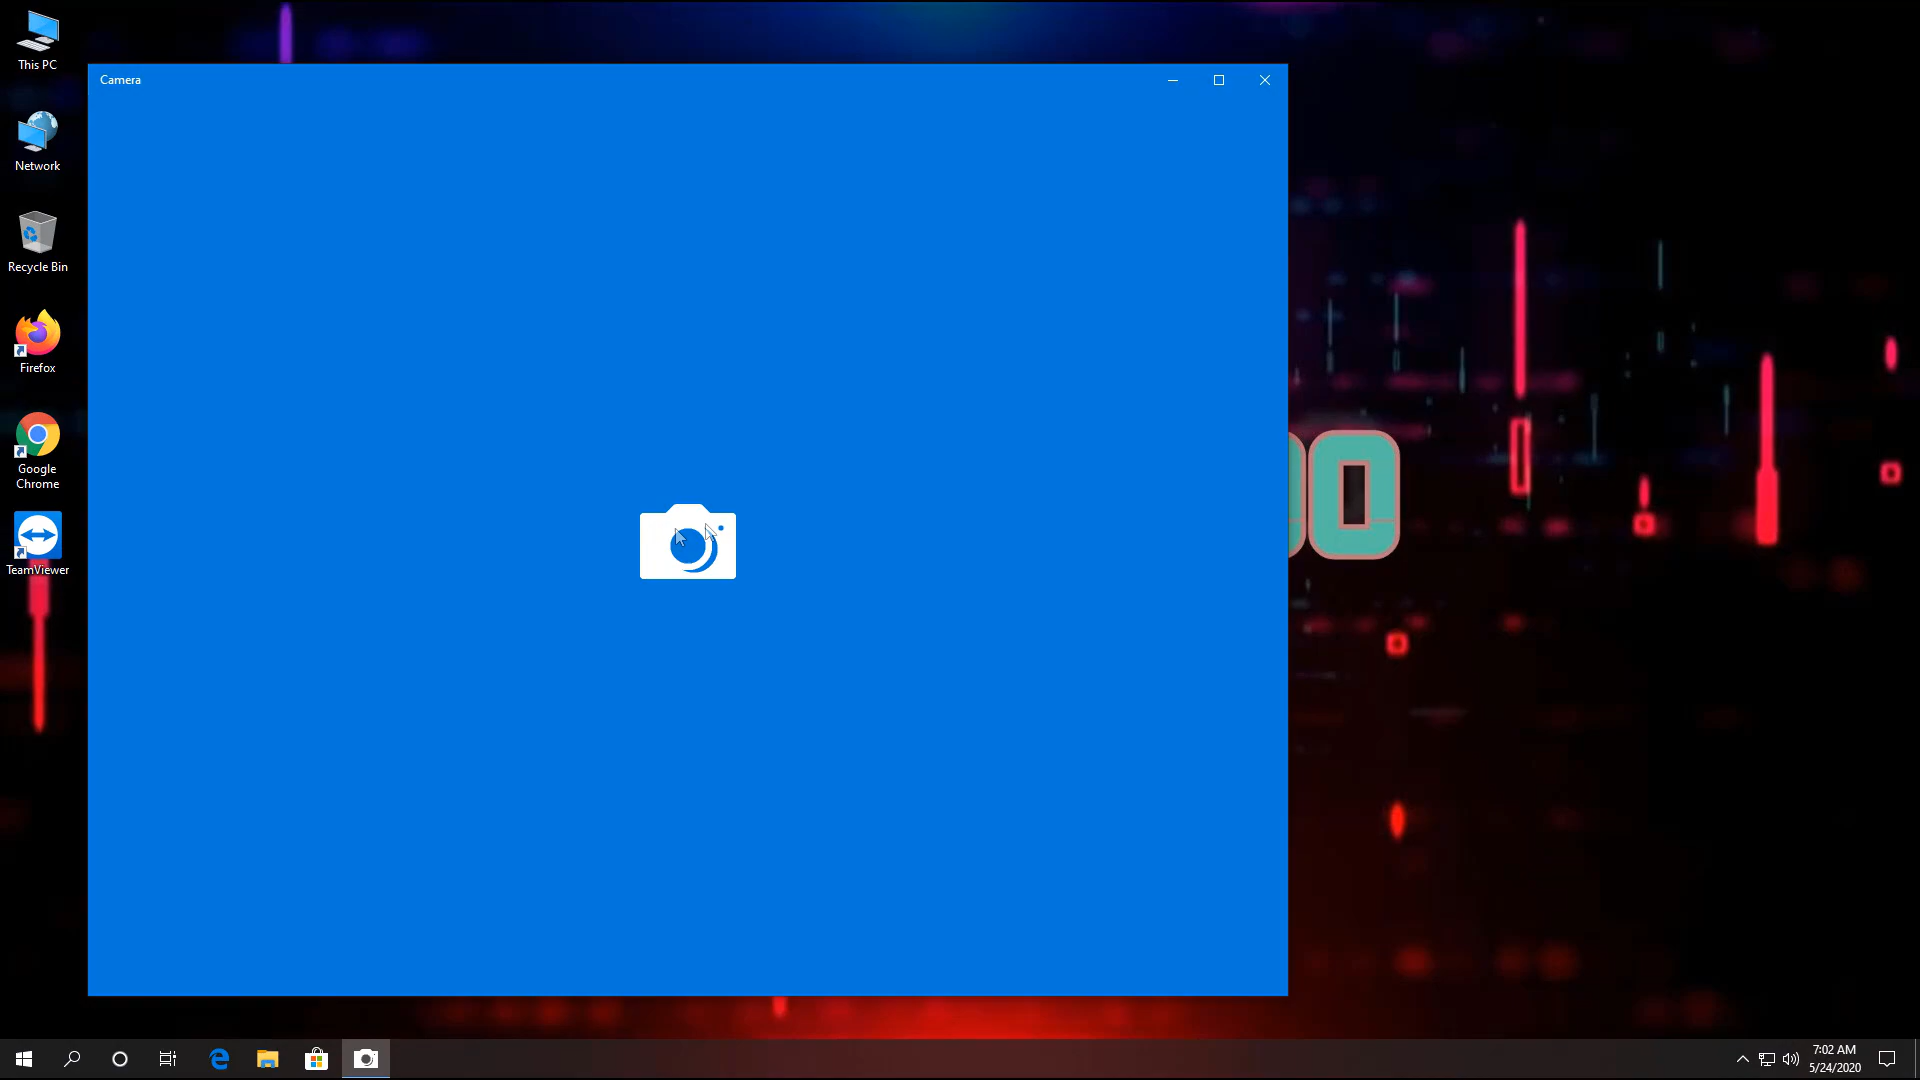 This PC
Camera
Network
Recycle Bin
Firefox
Google
Chrome
TeamViewer
7:02 AM
5/24/2020